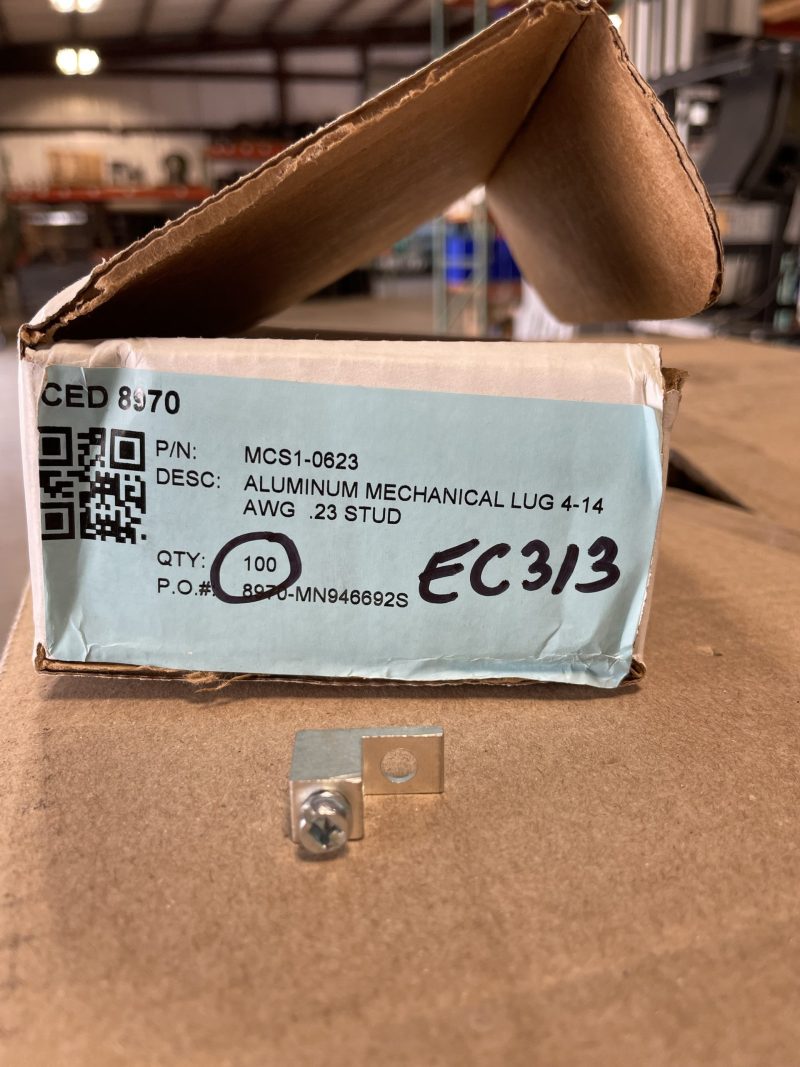 CED 8970
P/N: MCS1-0623
DESC: ALUMINUM MECHANICAL LUG 4-14
AWG .23 STUD
QTY: 100
P.O.#: 8970-MN946692S
EC313